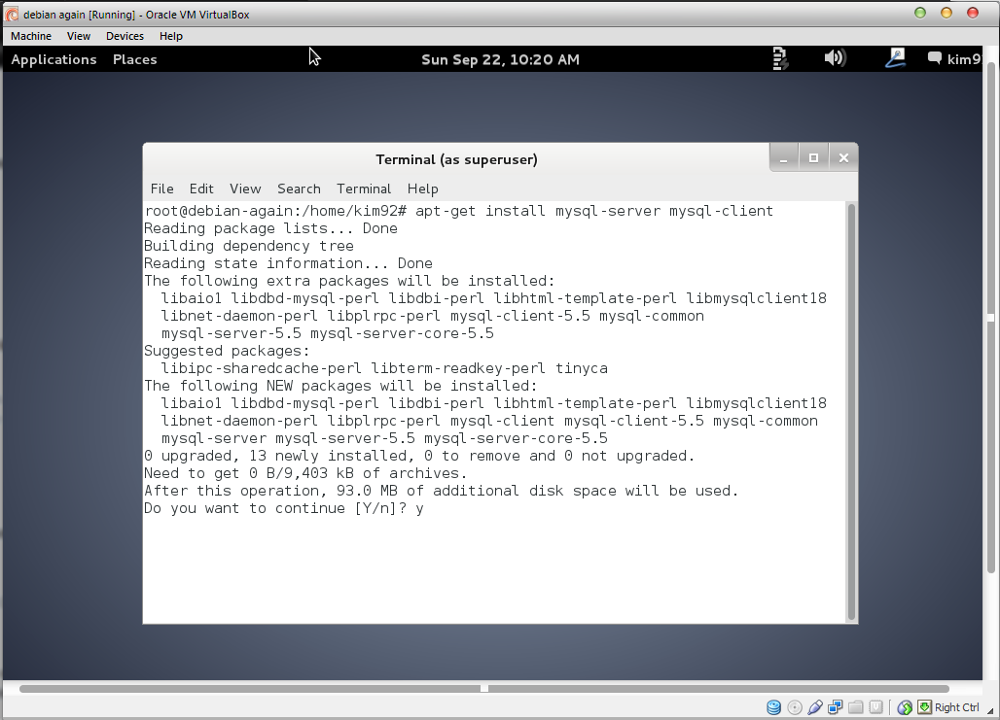 debian again [Running] - Oracle VM VirtualBox
Machine View Devices Help
Applications Places Sun Sep 22, 10:20 AM kim9
Terminal (as superuser)
File Edit View Search Terminal Help
root@debian-again:/home/kim92# apt-get install mysql-server mysql-client
Reading package lists... Done
Building dependency tree
Reading state information... Done
The following extra packages will be installed:
  libaio1 libdbd-mysql-perl libdbi-perl libhtml-template-perl libmysqlclient18
  libnet-daemon-perl libplrpc-perl mysql-client-5.5 mysql-common
  mysql-server-5.5 mysql-server-core-5.5
Suggested packages:
  libipc-sharedcache-perl libterm-readkey-perl tinyca
The following NEW packages will be installed:
  libaio1 libdbd-mysql-perl libdbi-perl libhtml-template-perl libmysqlclient18
  libnet-daemon-perl libplrpc-perl mysql-client mysql-client-5.5 mysql-common
  mysql-server mysql-server-5.5 mysql-server-core-5.5
0 upgraded, 13 newly installed, 0 to remove and 0 not upgraded.
Need to get 0 B/9,403 kB of archives.
After this operation, 93.0 MB of additional disk space will be used.
Do you want to continue [Y/n]? y
Right Ctrl